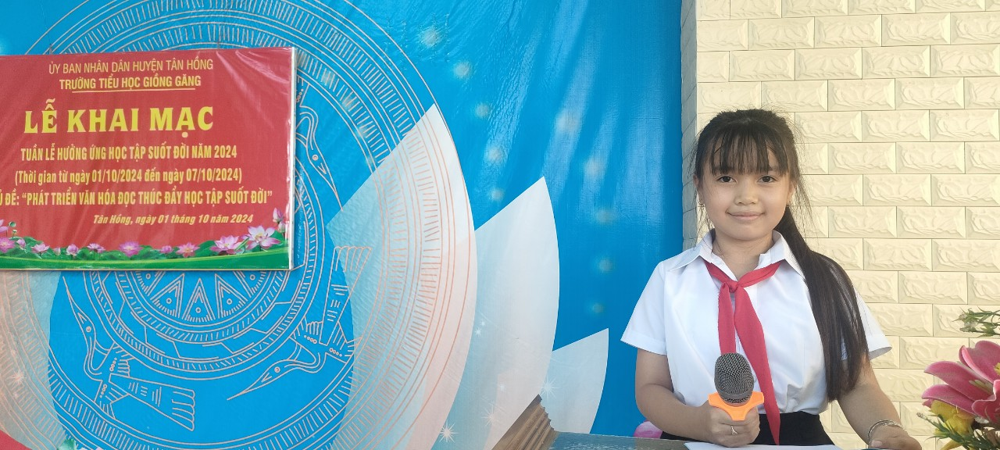 ỦY BAN NHÂN DÂN HUYỆN TÂN HỒNG
TRƯỜNG TIỂU HỌC GIỒNG GĂNG
LỄ KHAI MẠC
TUẦN LỄ HƯỞNG ỨNG HỌC TẬP SUỐT ĐỜI NĂM 2024
(Thời gian từ ngày 01/10/2024 đến ngày 07/10/2024)
ĐỀ: “PHÁT TRIỂN VĂN HÓA ĐỌC THÚC ĐẨY HỌC TẬP SUỐT ĐỜI”
Tân Hồng, ngày 01 tháng 10 năm 2024